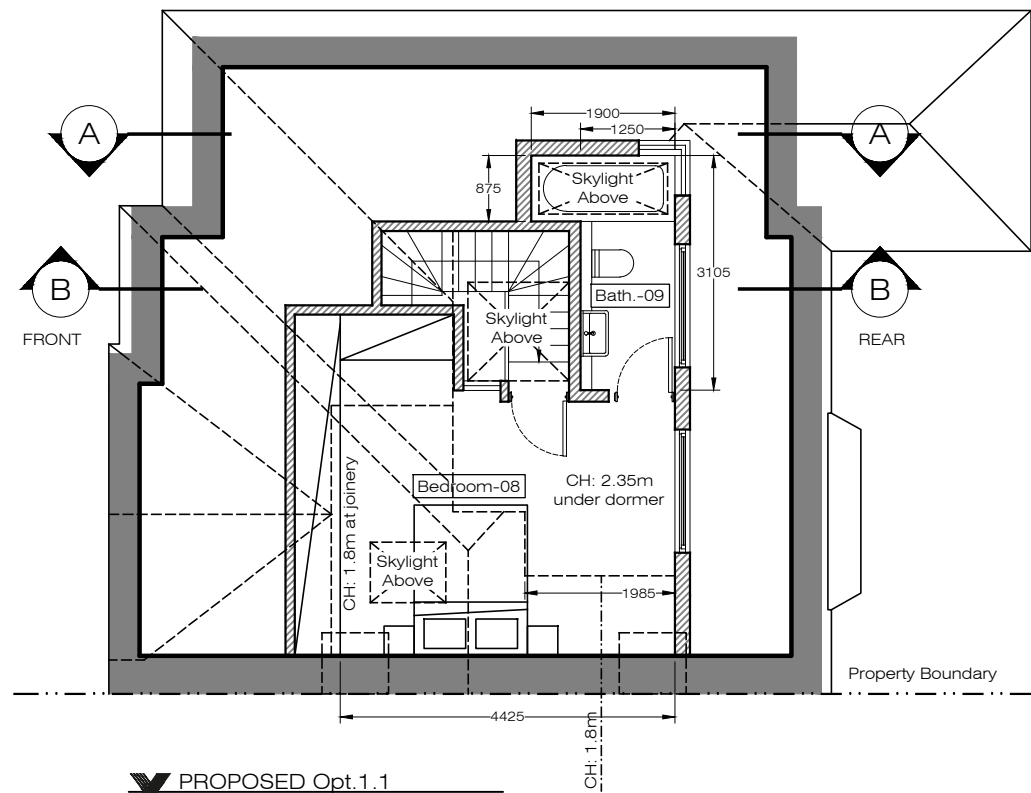 1900
1250
A
A
Skylight
Above
875
3105
B
B
Bath.-09
Skylight
Above
FRONT
REAR
CH: 2.35m
under dormer
Bedroom-08
CH: 1.8m at joinery
Skylight
Above
1985
Property Boundary
4425
CH: 1.8m
PROPOSED Opt.1.1